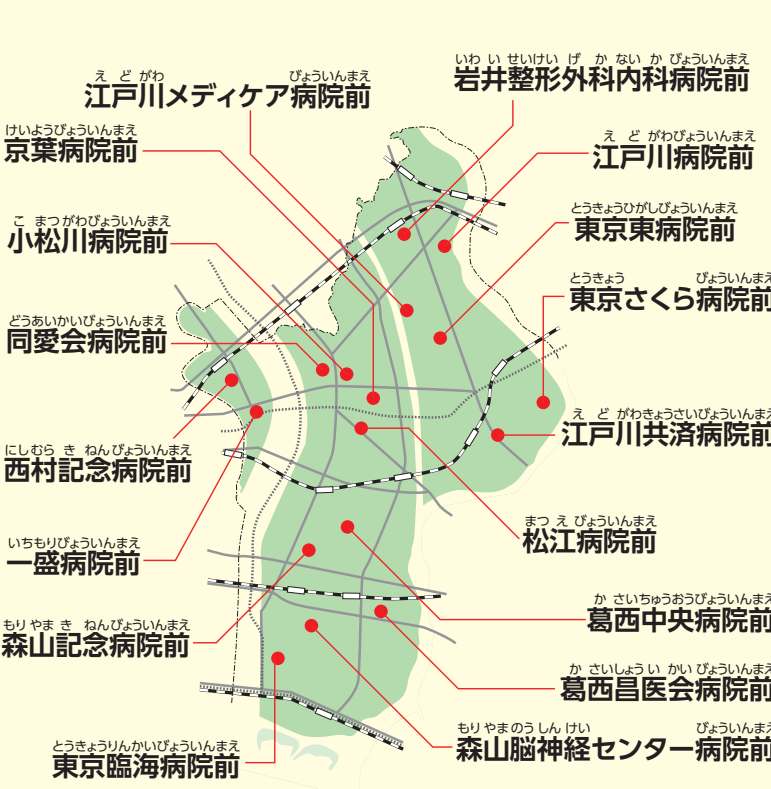 えどがわ びょういんまえ
江戸川メディケア病院前
いわいせいけいげかないかびょういんまえ
岩井整形外科内科病院前
けいようびょういんまえ
京葉病院前
えどがわびょういんまえ
江戸川病院前
こまつがわびょういんまえ
小松川病院前
とうきょうひがしびょういんまえ
東京東病院前
とうきょう びょういんまえ
東京さくら病院前
どうあいかいびょういんまえ
同愛会病院前
えどがわきょうさいびょういんまえ
江戸川共済病院前
にしむらきねんびょういんまえ
西村記念病院前
まつえびょういんまえ
松江病院前
いちもりびょういんまえ
一盛病院前
かさいちゅうおうびょういんまえ
葛西中央病院前
もりやまきねんびょういんまえ
森山記念病院前
かさいしょういかいびょういんまえ
葛西昌医会病院前
もりやまのうしんけい びょういんまえ
森山脳神経センター病院前
とうきょうりんかいびょういんまえ
東京臨海病院前